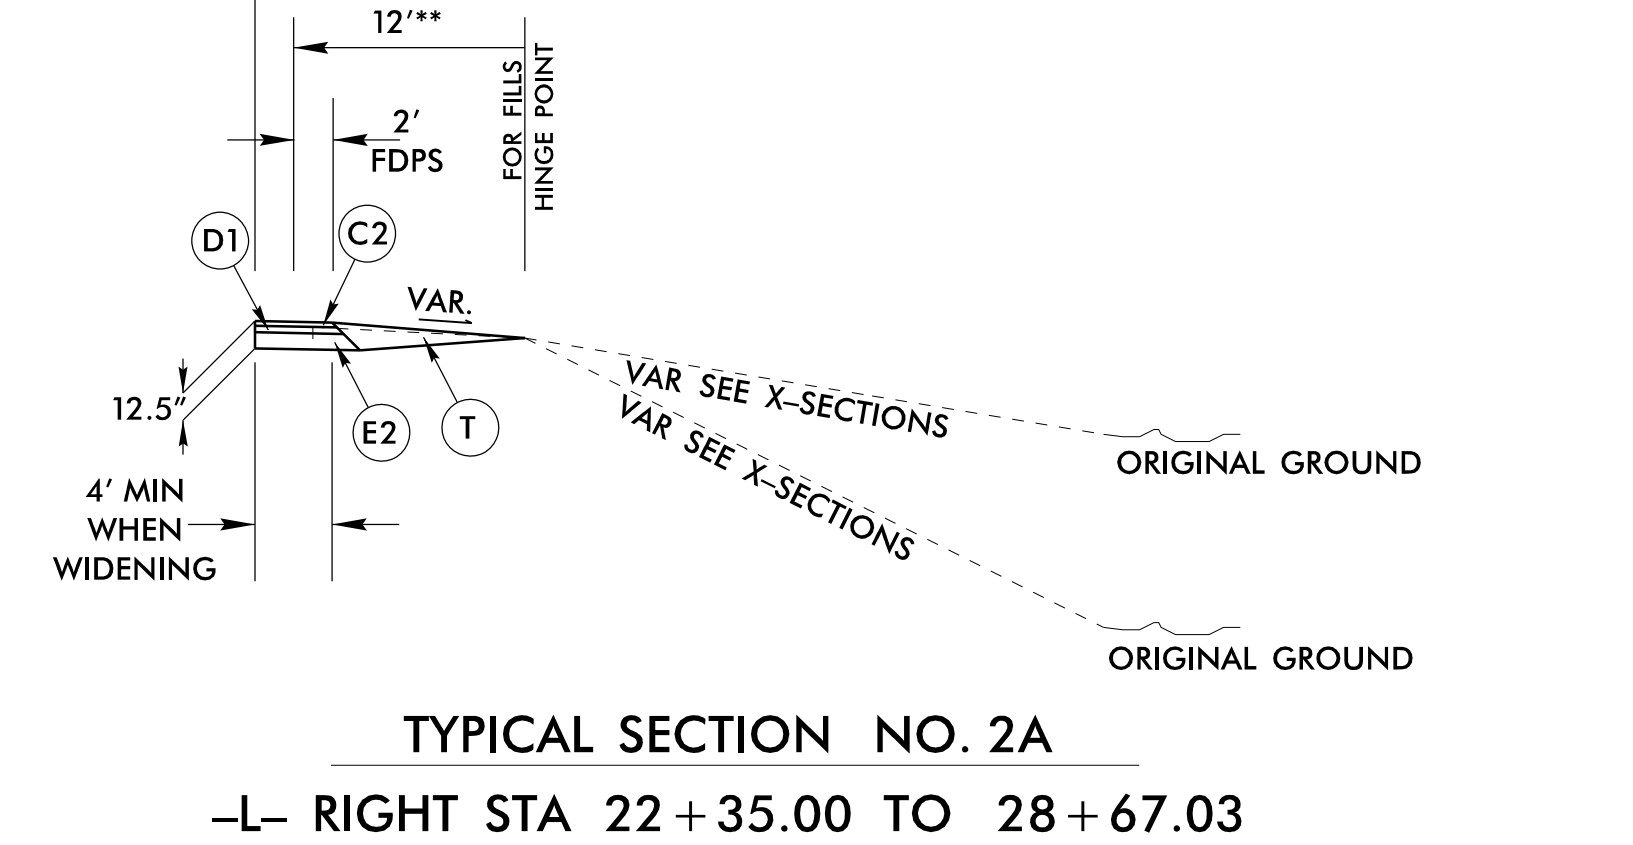 12'**
FOR FILLS
HINGE POINT
2'
FDPS
D1
C2
VAR.
12.5"
E2
T
VAR SEE X–SECTIONS
VAR SEE X–SECTIONS
ORIGINAL GROUND
4' MIN
WHEN
WIDENING
ORIGINAL GROUND
TYPICAL SECTION NO. 2A
–L– RIGHT STA 22+35.00 TO 28+67.03